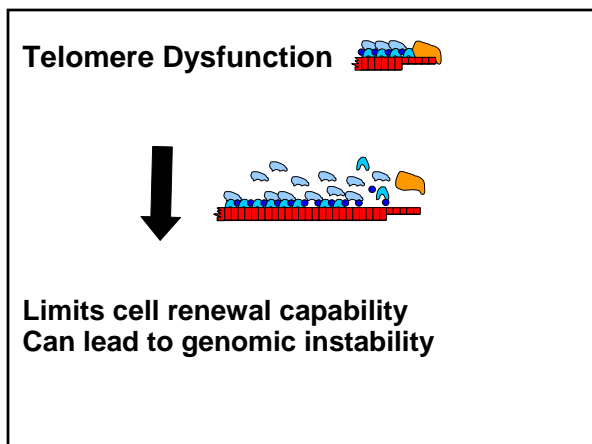 Telomere Dysfunction
Limits cell renewal capability
Can lead to genomic instability